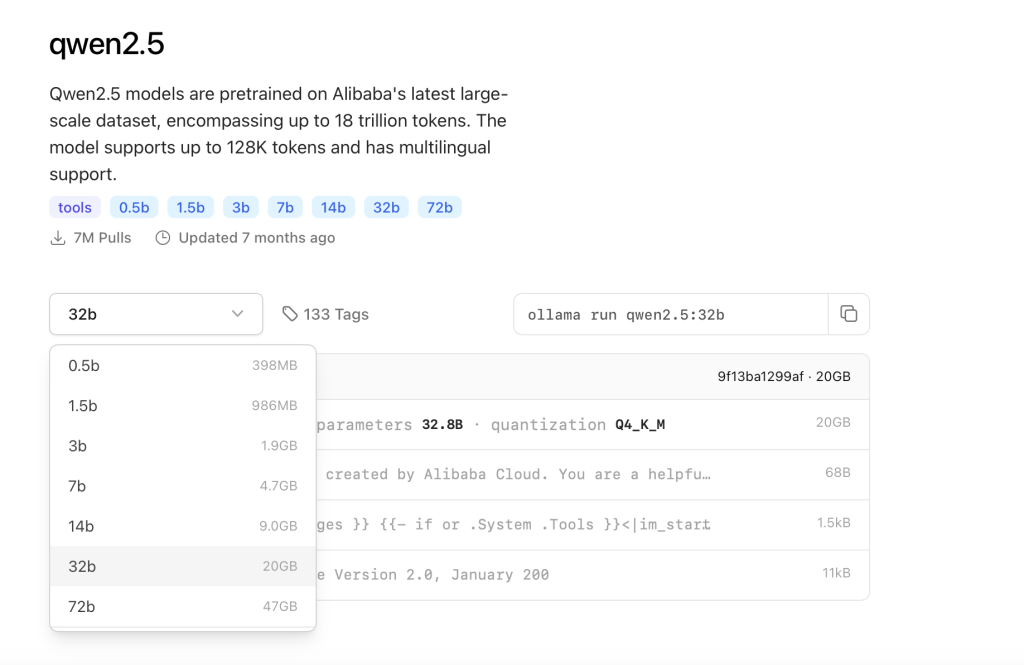 qwen2.5
Qwen2.5 models are pretrained on Alibaba's latest large-
scale dataset, encompassing up to 18 trillion tokens. The
model supports up to 128K tokens and has multilingual
support.
tools 0.5b 1.5b 3b 7b 14b 32b 72b
7M Pulls Updated 7 months ago
32b 133 Tags ollama run qwen2.5:32b
9f13ba1299af · 20GB
0.5b 398MB
1.5b 986MB
3b 1.9GB
7b 4.7GB
14b 9.0GB
32b 20GB
72b 47GB
parameters 32.8B · quantization Q4_K_M 20GB
created by Alibaba Cloud. You are a helpfu… 68B
ges }} {{- if or .System .Tools }}<|im_start 1.5kB
e Version 2.0, January 200 11kB